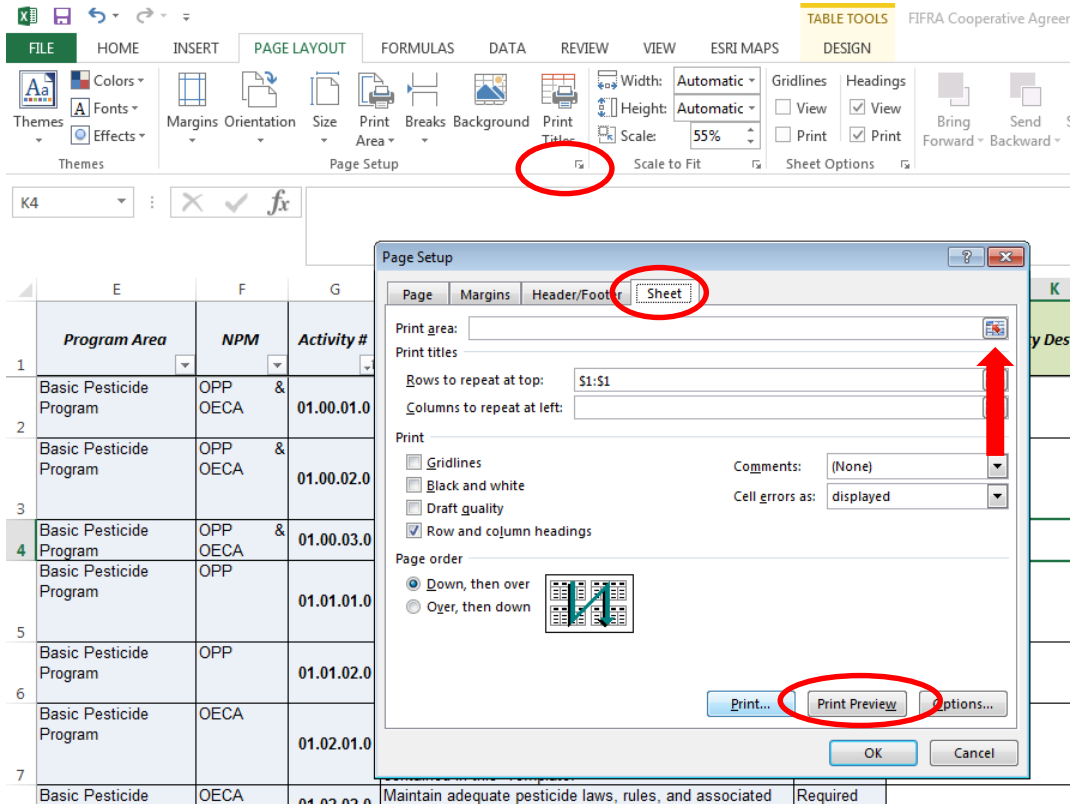 TABLE TOOLS FIFRA Cooperative Agreer
FILE HOME INSERT PAGE LAYOUT FORMULAS DATA REVIEW VIEW ESRI MAPS DESIGN
Colors Width: Automatic Gridlines Headings
Aa
Fonts Height: Automatic View View
Themes Margins Orientation Size Print Breaks Background Print Bring Send
Effects Area Titles Scale: 55% Print Print Forward Backward
Themes Page Setup Scale to Fit Sheet Options
K4 fx
Page Setup
E F G K
Page Margins Header/Footer Sheet
Print area:
Program Area NPM Activity # y Des
Print titles
1
Rows to repeat at top: $1:$1
Columns to repeat at left:
Basic Pesticide OPP &
Program OECA 01.00.01.0
2
Print
Gridlines Comments: (None)
Black and white Cell errors as: displayed
Draft quality
Row and column headings
Basic Pesticide OPP &
Program OECA 01.00.02.0
3
Basic Pesticide OPP &
4 Program OECA 01.00.03.0
Page order
Down, then over
Over, then down
Basic Pesticide OPP
Program 01.01.01.0
5
Basic Pesticide OPP
Program 01.01.02.0
6
Print... Print Preview Options...
OK Cancel
Basic Pesticide OECA
Program 01.02.01.0
7
Basic Pesticide OECA 01.02.02.0 Maintain adequate pesticide laws, rules, and associated Required